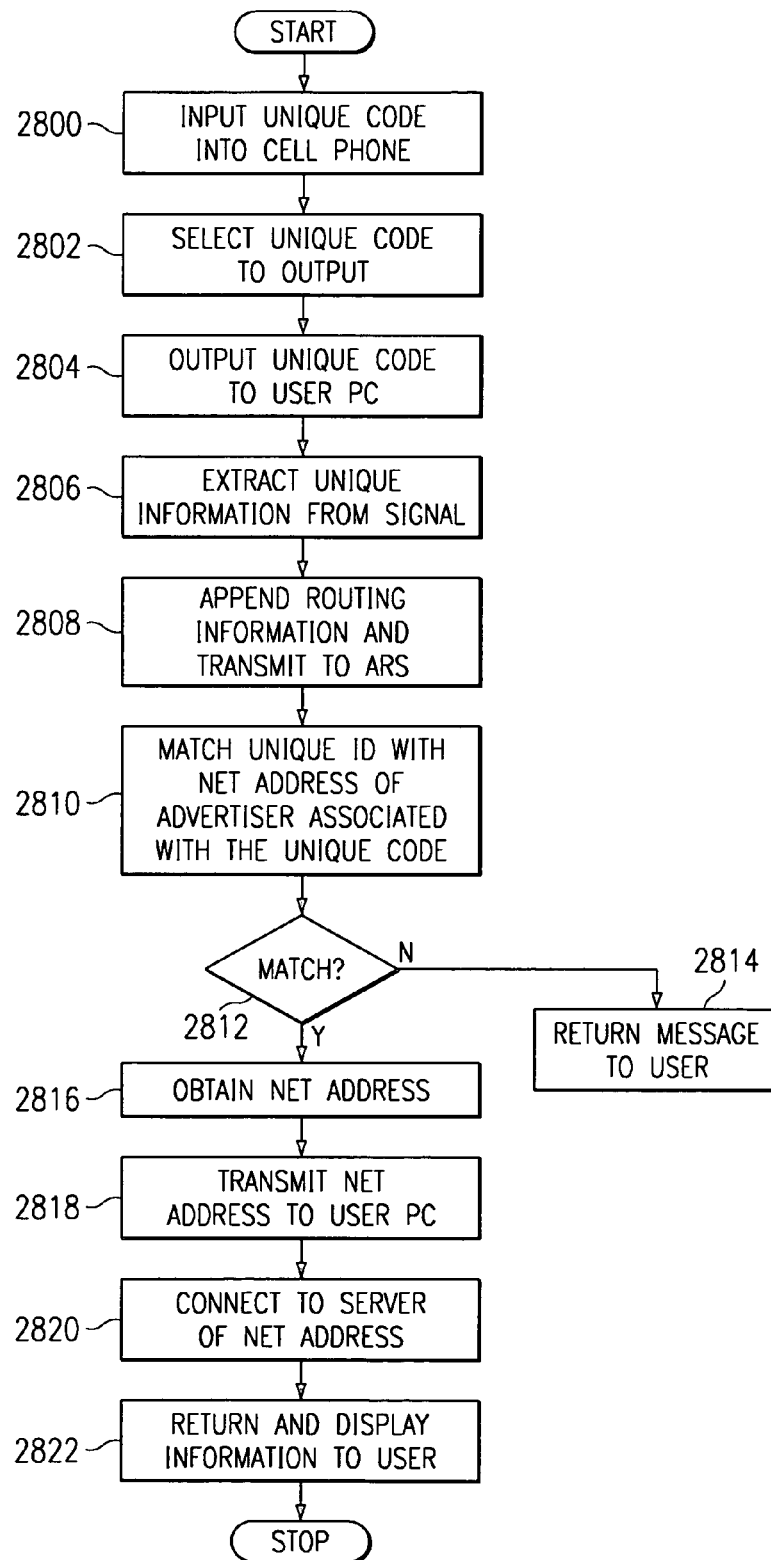 START
2800
INPUT UNIQUE CODE
INTO CELL PHONE
2802
SELECT UNIQUE CODE
TO OUTPUT
2804
OUTPUT UNIQUE CODE
TO USER PC
2806
EXTRACT UNIQUE
INFORMATION FROM SIGNAL
2808
APPEND ROUTING
INFORMATION AND
TRANSMIT TO ARS
2810
MATCH UNIQUE ID WITH
NET ADDRESS OF
ADVERTISER ASSOCIATED
WITH THE UNIQUE CODE
MATCH?
N
2812
Y
2814
RETURN MESSAGE
TO USER
2816
OBTAIN NET ADDRESS
2818
TRANSMIT NET
ADDRESS TO USER PC
2820
CONNECT TO SERVER
OF NET ADDRESS
2822
RETURN AND DISPLAY
INFORMATION TO USER
STOP